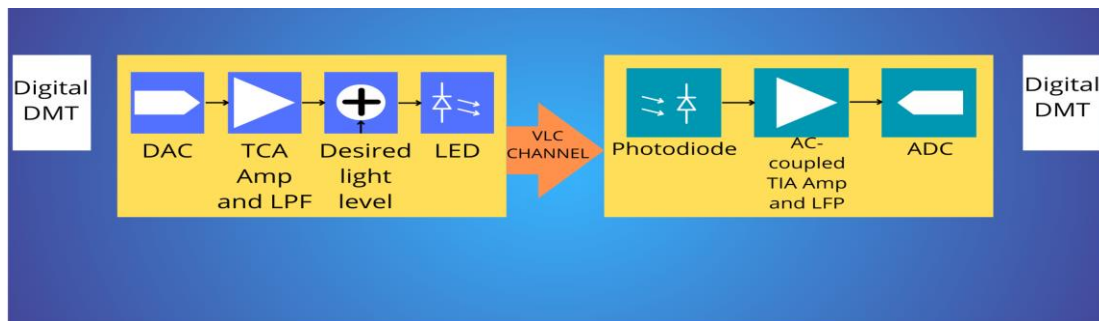 Digital
DMT
DAC
TCA
Amp
and LPF
Desired
light
level
LED
VLC
CHANNEL
Photodiode
AC-
coupled
TIA Amp
and LFP
ADC
Digital
DMT